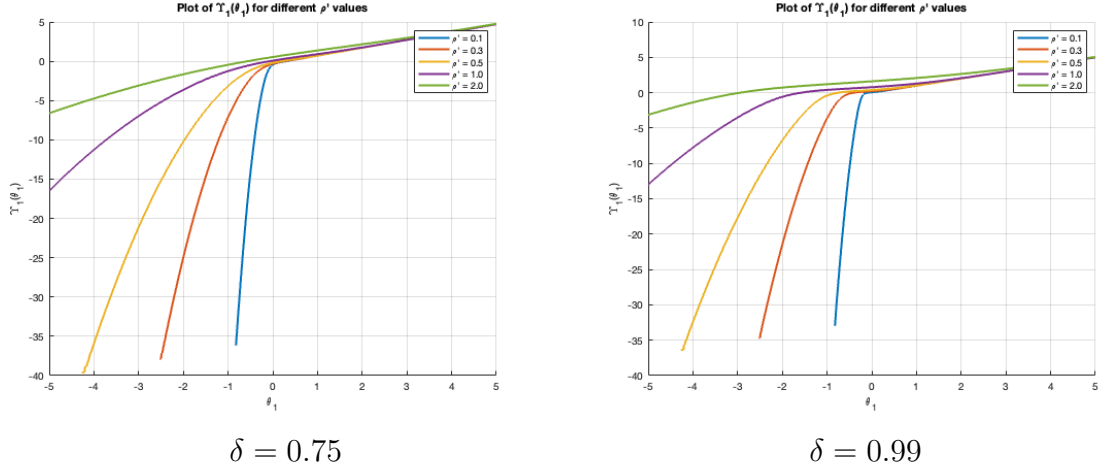 Plot of ϒ₁(θ₁) for different ρ' values
5
0
-5
-10
-15
-20
-25
-30
-35
-40
ϒ₁(θ₁)
-5 -4 -3 -2 -1 0 1 2 3 4 5
θ₁
ρ' = 0.1
ρ' = 0.3
ρ' = 0.5
ρ' = 1.0
ρ' = 2.0
δ = 0.75
Plot of ϒ₁(θ₁) for different ρ' values
10
5
0
-5
-10
-15
-20
-25
-30
-35
-40
ϒ₁(θ₁)
-5 -4 -3 -2 -1 0 1 2 3 4 5
θ₁
ρ' = 0.1
ρ' = 0.3
ρ' = 0.5
ρ' = 1.0
ρ' = 2.0
δ = 0.99